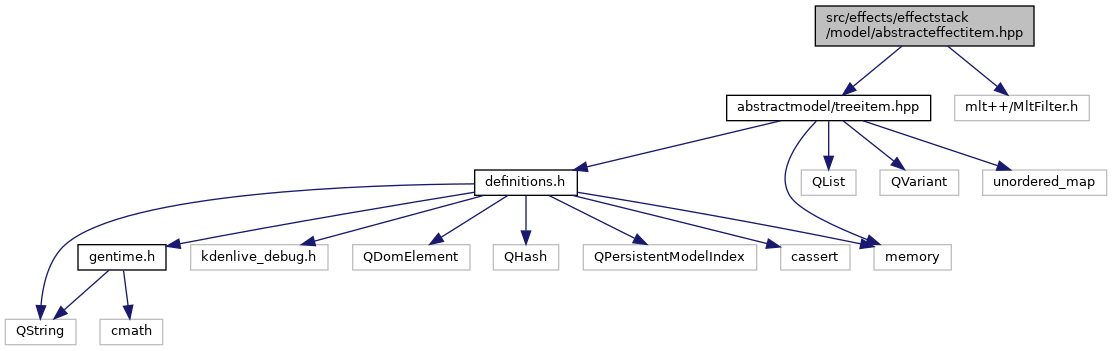 src/effects/effectstack
/model/abstracteffectitem.hpp
abstractmodel/treeitem.hpp
mlt++/MltFilter.h
definitions.h
QList
QVariant
unordered_map
gentime.h
kdenlive_debug.h
QDomElement
QHash
QPersistentModelIndex
cassert
memory
QString
cmath